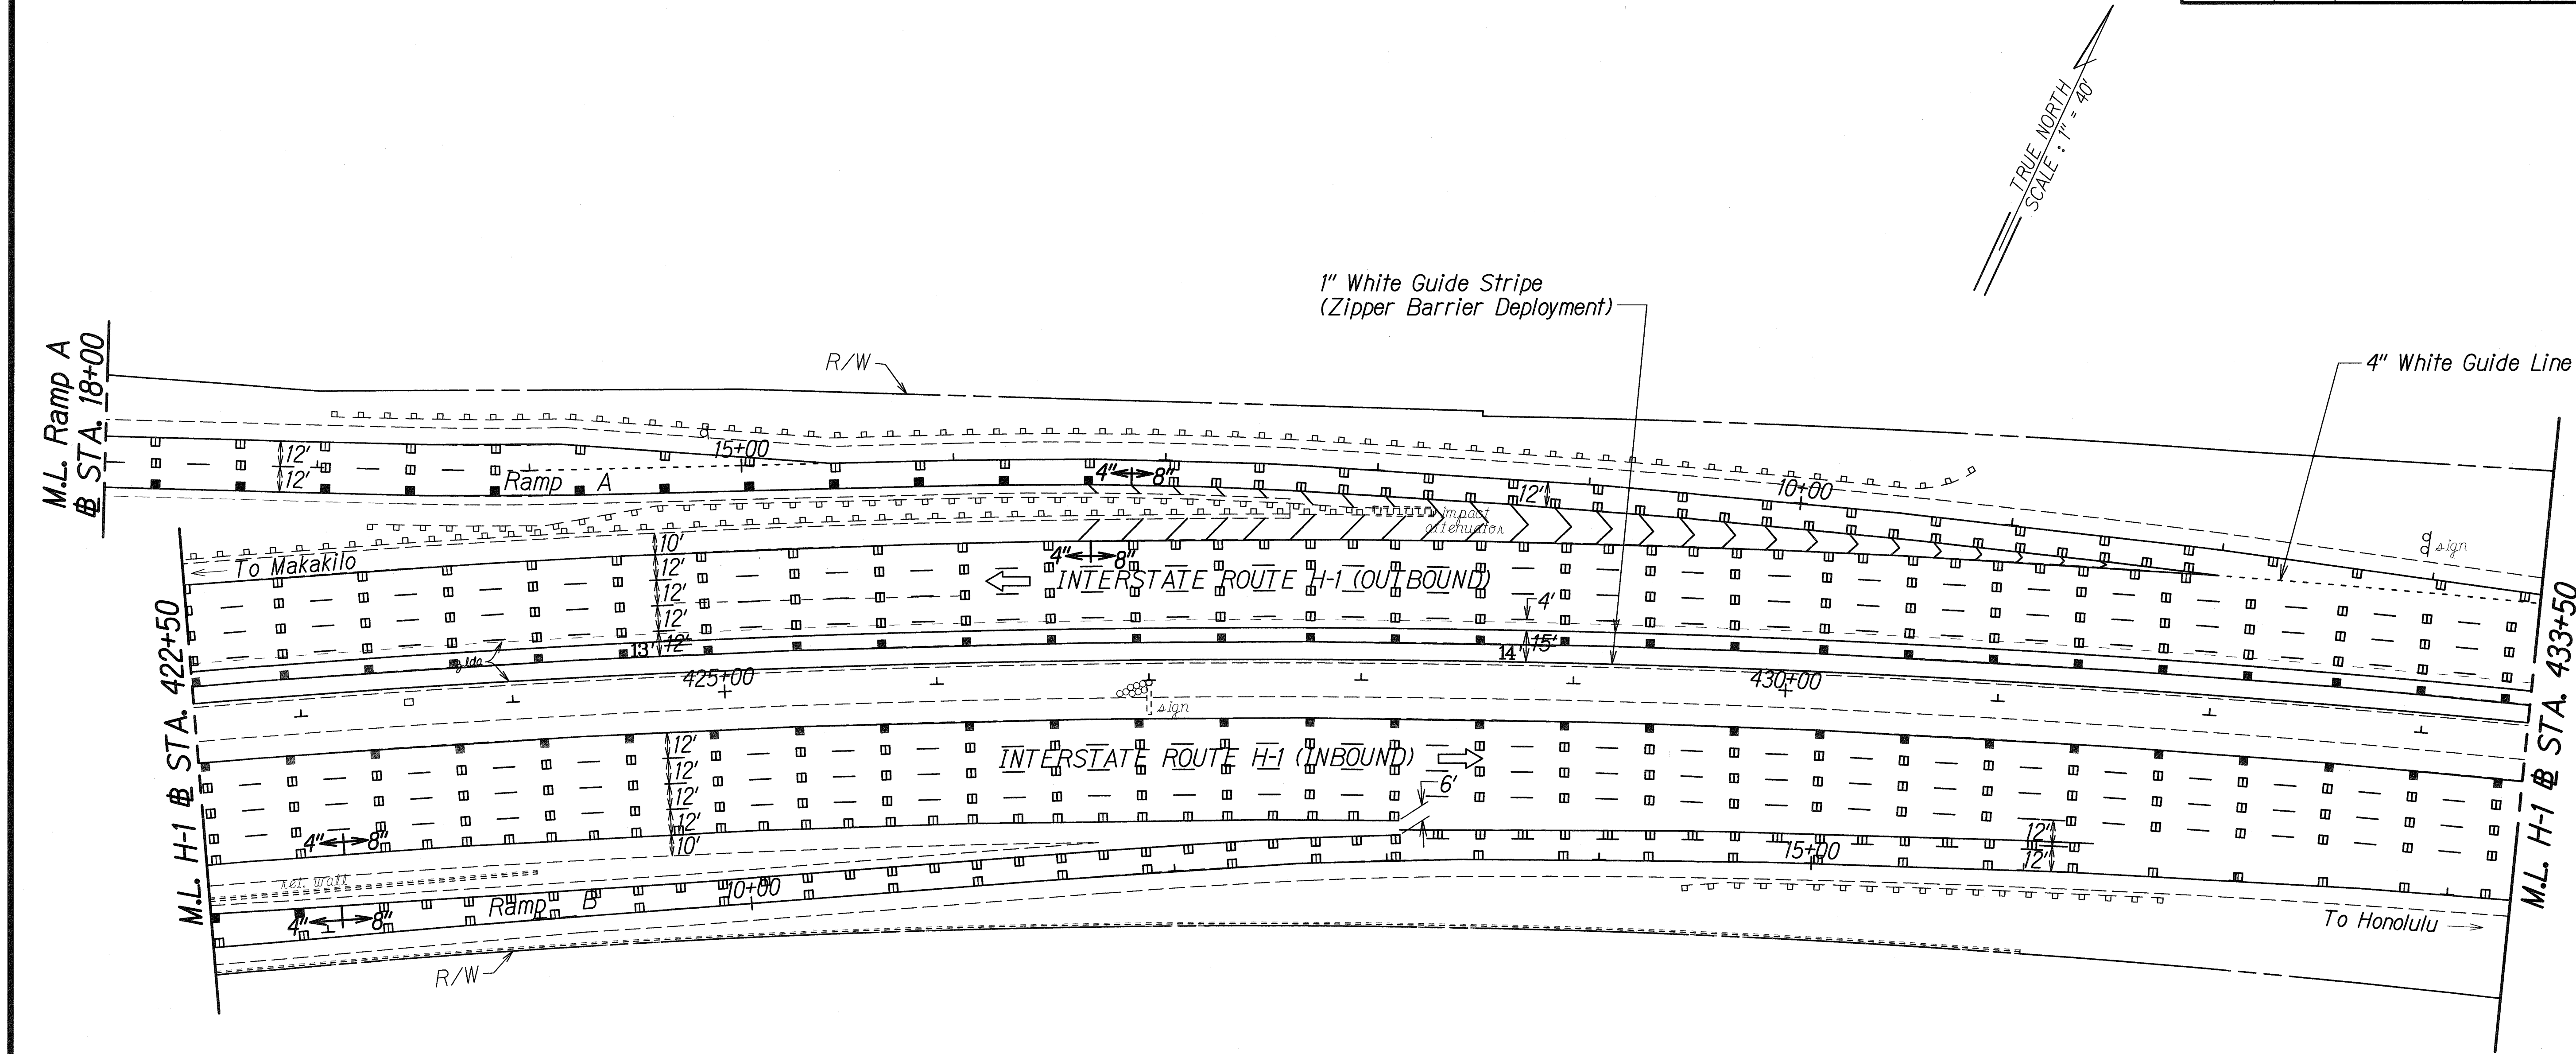 TRUE NORTH
SCALE : 1" = 40'
1" White Guide Stripe
(Zipper Barrier Deployment)
R/W
4" White Guide Line
M.L. Ramp A
STA. 18+00
12'
12'
15+00
Ramp A
4" 8"
12'
10+00
impact
attenuator
sign
10'
To Makakilo
12'
12'
12'
12'
13'
4" 8"
INTERSTATE ROUTE H-1 (OUTBOUND)
4'
15'
14'
M.L. H-1 B STA. 422+50
425+00
430+00
sign
M.L. H-1 B STA. 433+50
12'
12'
12'
12'
10'
INTERSTATE ROUTE H-1 (INBOUND)
6'
4" 8"
12'
12'
15+00
ret. wall
10+00
Ramp B
4" 8"
To Honolulu
R/W